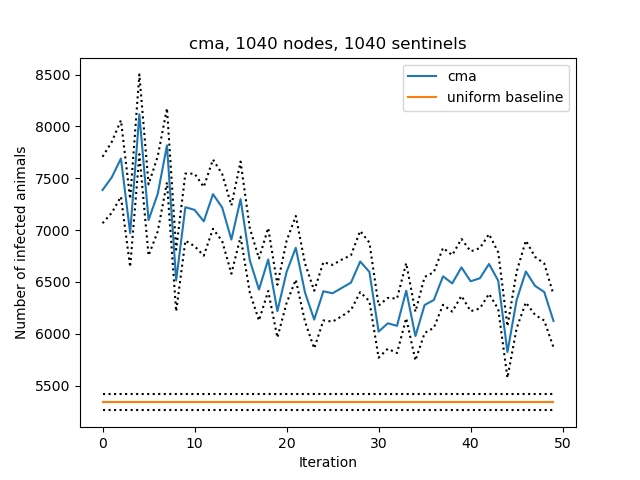 cma, 1040 nodes, 1040 sentinels
cma
uniform baseline
Number of infected animals
8500
8000
7500
7000
6500
6000
5500
0 10 20 30 40 50
Iteration